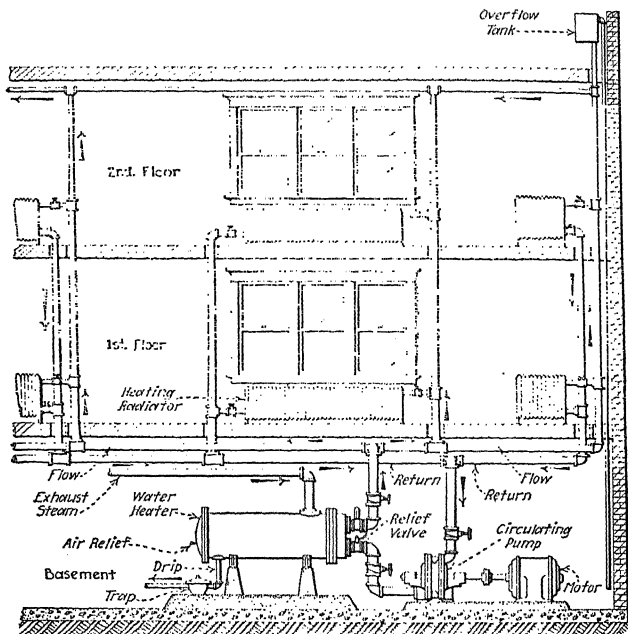 Overflow
Tank
2nd. Floor
1st. Floor
Heating
Radiator
Flow
Return
Flow
Return
Exhaust
Steam
Water
Heater
Relief
Valve
Circulating
Pump
Air Relief
Drip
Basement
Trap
Motor